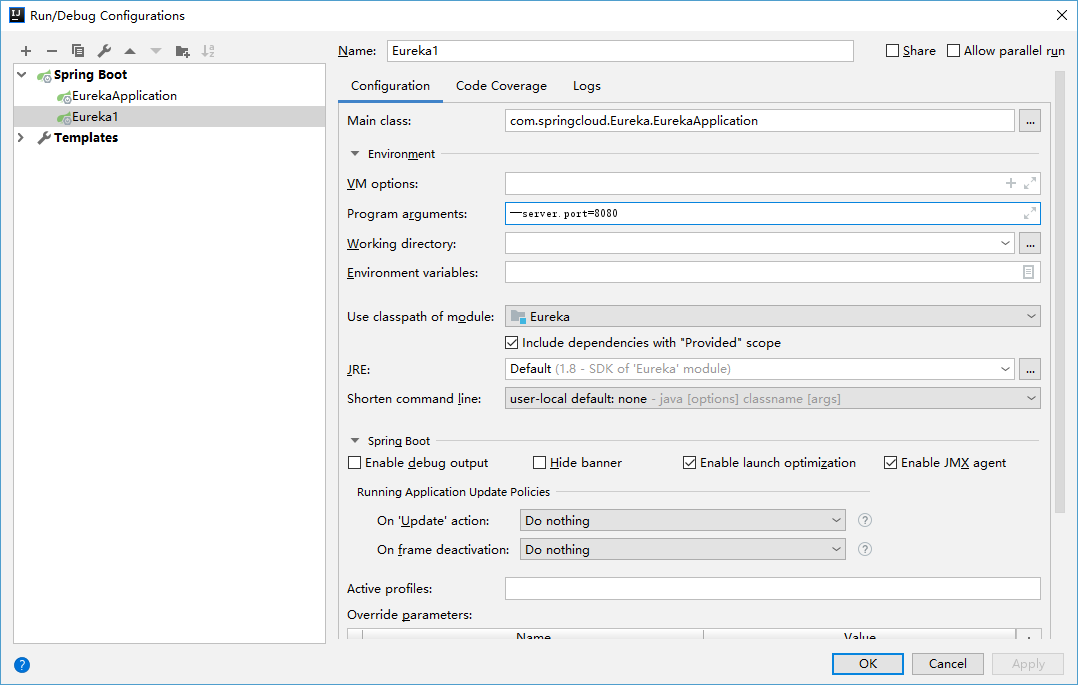 Run/Debug Configurations
Name: Eureka1
Share
Allow parallel run
Spring Boot
EurekaApplication
Eureka1
Templates
Configuration Code Coverage Logs
Main class: com.springcloud.Eureka.EurekaApplication ...
Environment
VM options:
Program arguments: —server.port=8080
Working directory: ...
Environment variables:
Use classpath of module: Eureka
Include dependencies with "Provided" scope
JRE: Default (1.8 - SDK of 'Eureka' module) ...
Shorten command line: user-local default: none - java [options] classname [args]
Spring Boot
Enable debug output Hide banner Enable launch optimization Enable JMX agent
Running Application Update Policies
On 'Update' action: Do nothing ?
On frame deactivation: Do nothing ?
Active profiles:
Override parameters:
Name Value
? OK Cancel Apply